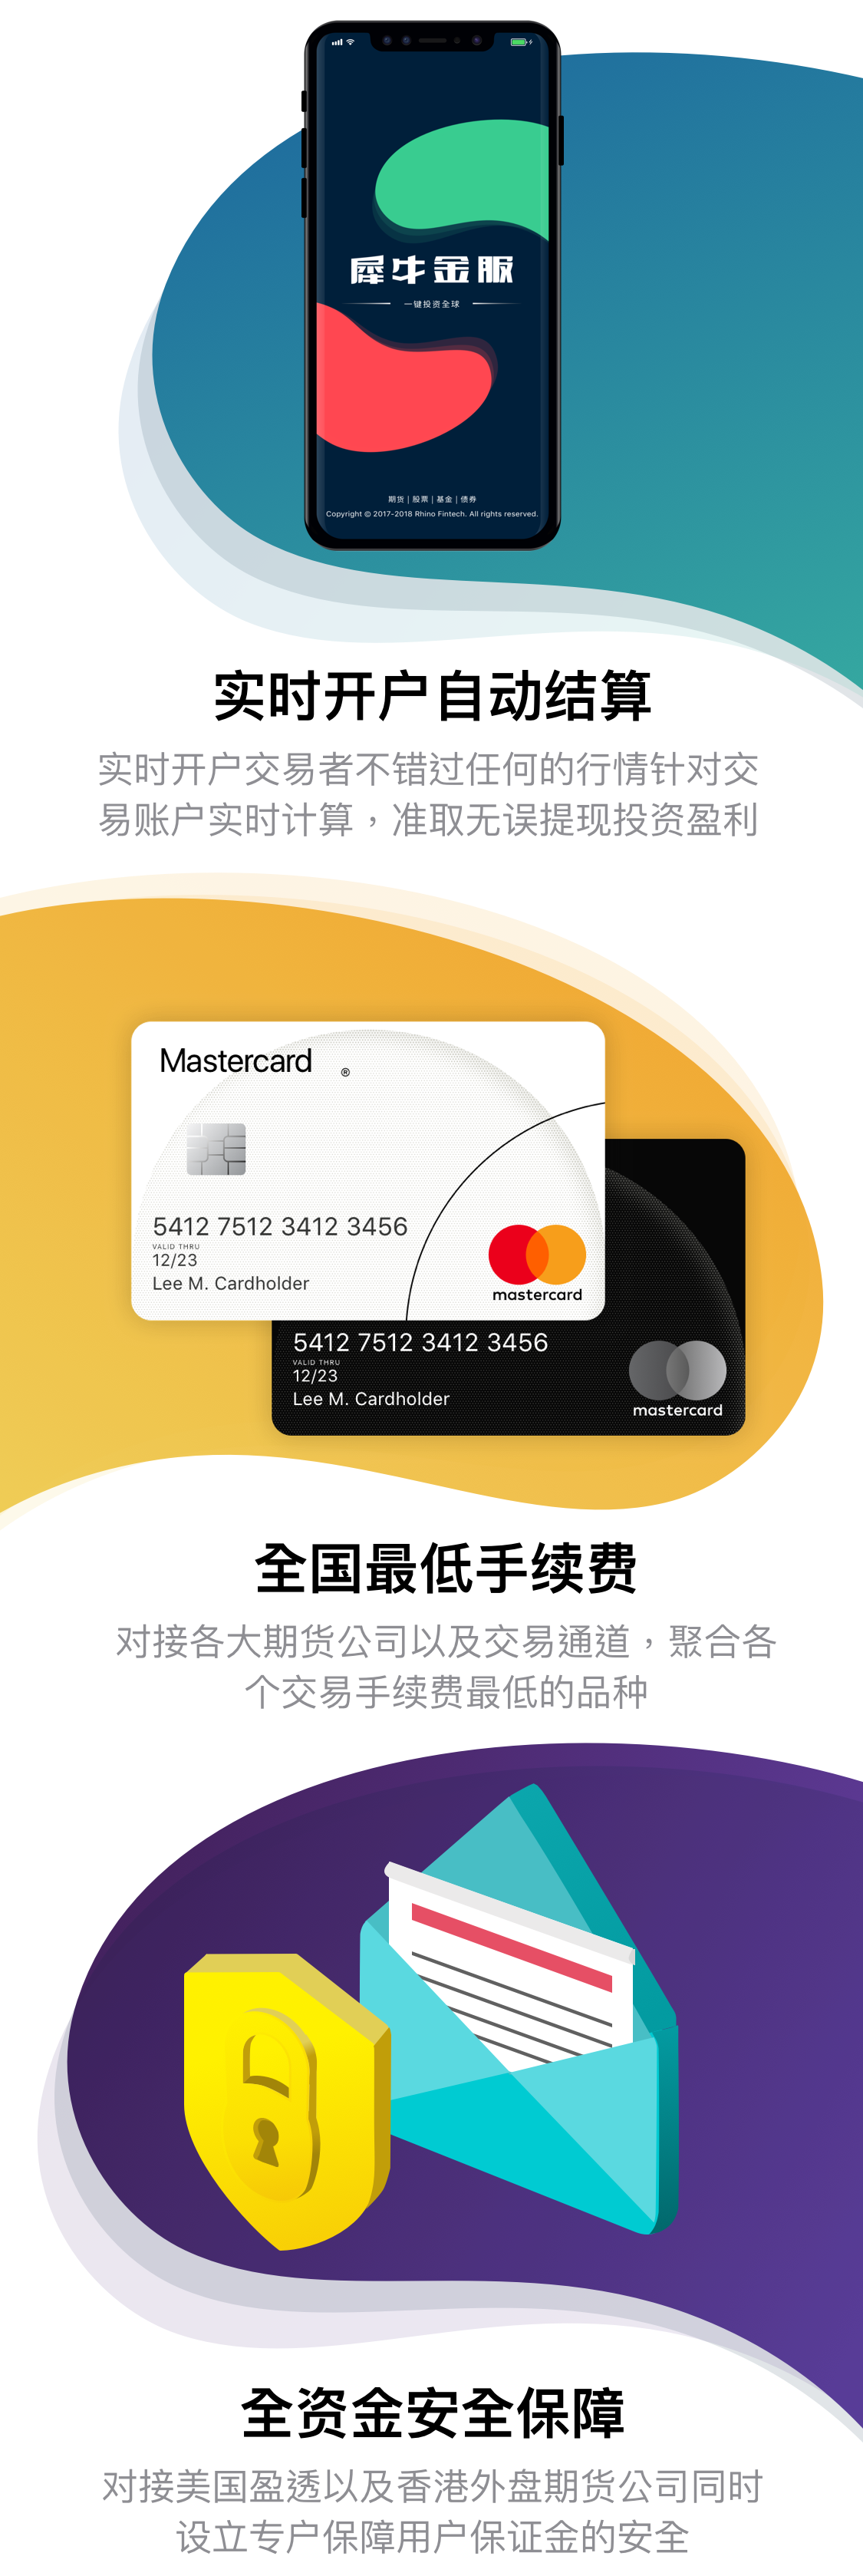 犀牛金服
一键投资全球
期货 | 股票 | 基金 | 债券
Copyright © 2017-2018 Rhino Fintech. All rights reserved.
实时开户自动结算
实时开户交易者不错过任何的行情针对交
易账户实时计算，准取无误提现投资盈利
Mastercard ®
5412 7512 3412 3456
VALID THRU
12/23
Lee M. Cardholder
mastercard
5412 7512 3412 3456
VALID THRU
12/23
Lee M. Cardholder
mastercard
全国最低手续费
对接各大期货公司以及交易通道，聚合各
个交易手续费最低的品种
全资金安全保障
对接美国盈透以及香港外盘期货公司同时
设立专户保障用户保证金的安全